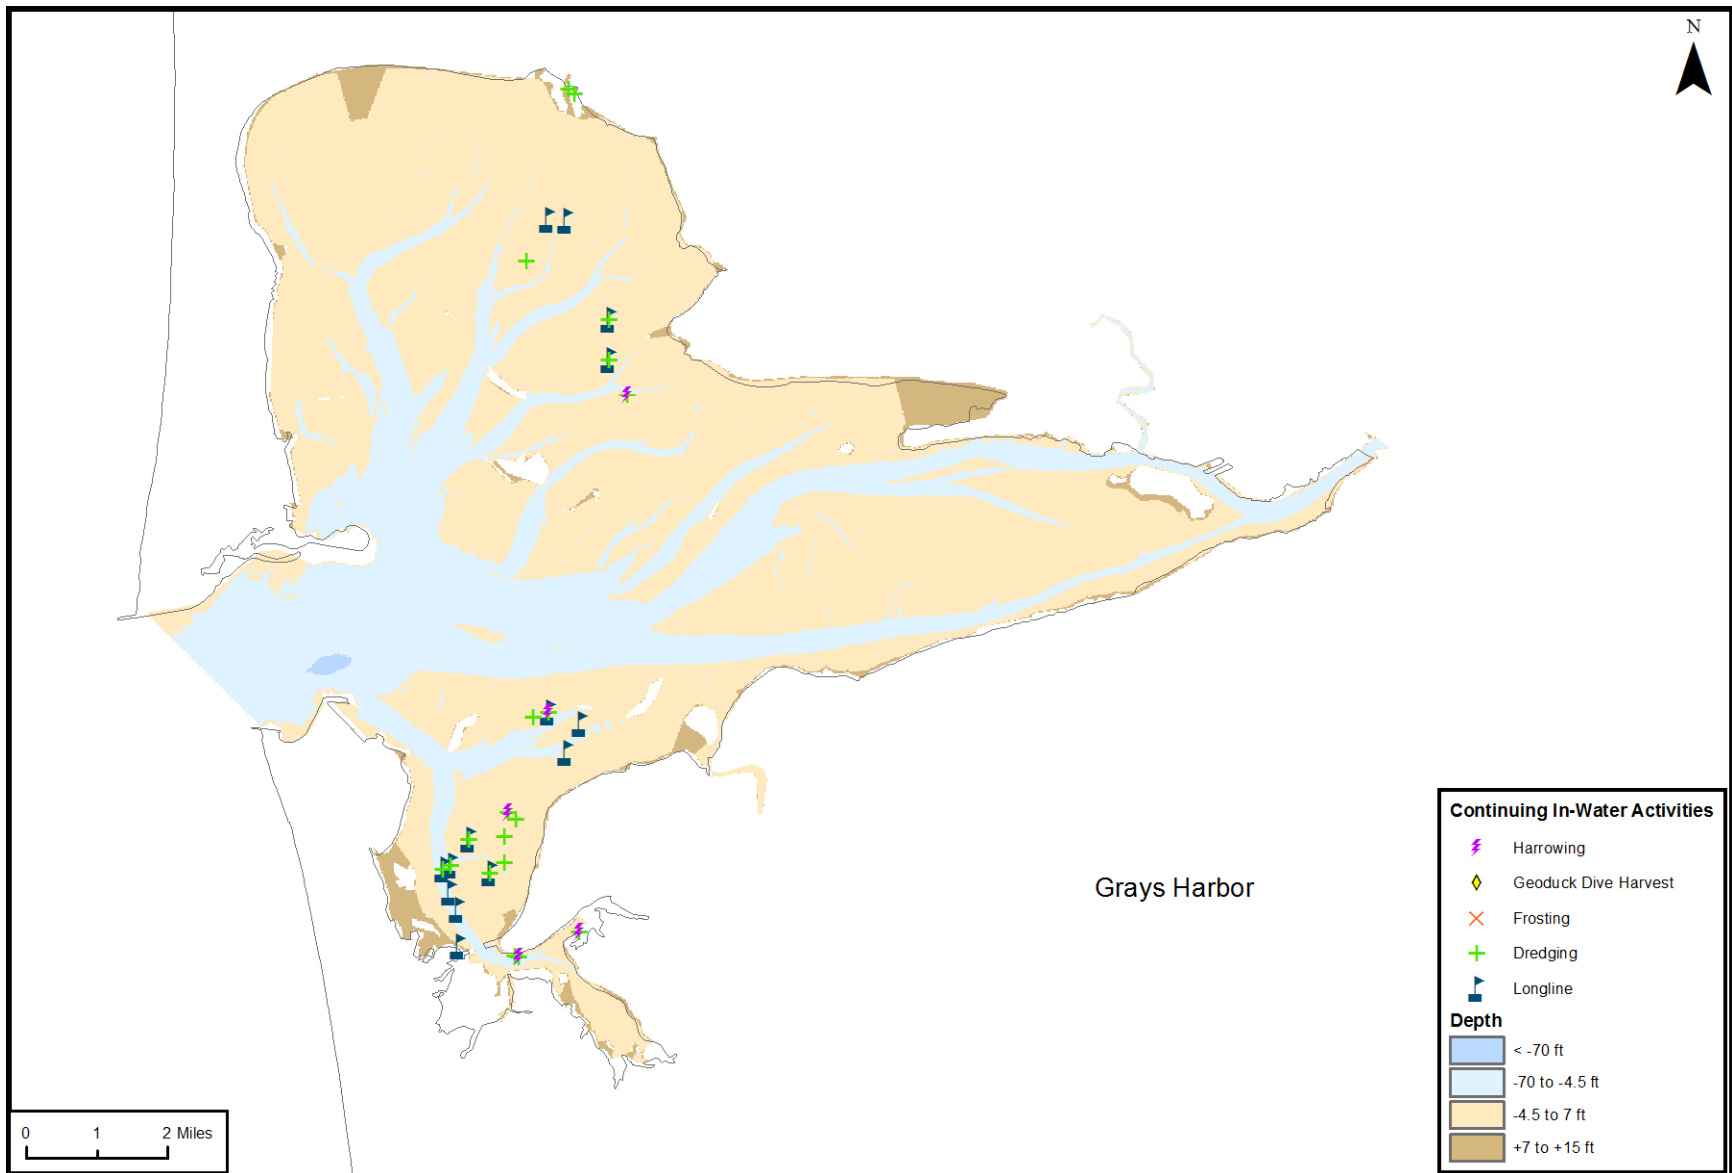 N
Grays Harbor
Continuing In-Water Activities
Harrowing
Geoduck Dive Harvest
Frosting
Dredging
Longline
Depth
< -70 ft
-70 to -4.5 ft
-4.5 to 7 ft
+7 to +15 ft
0 1 2 Miles